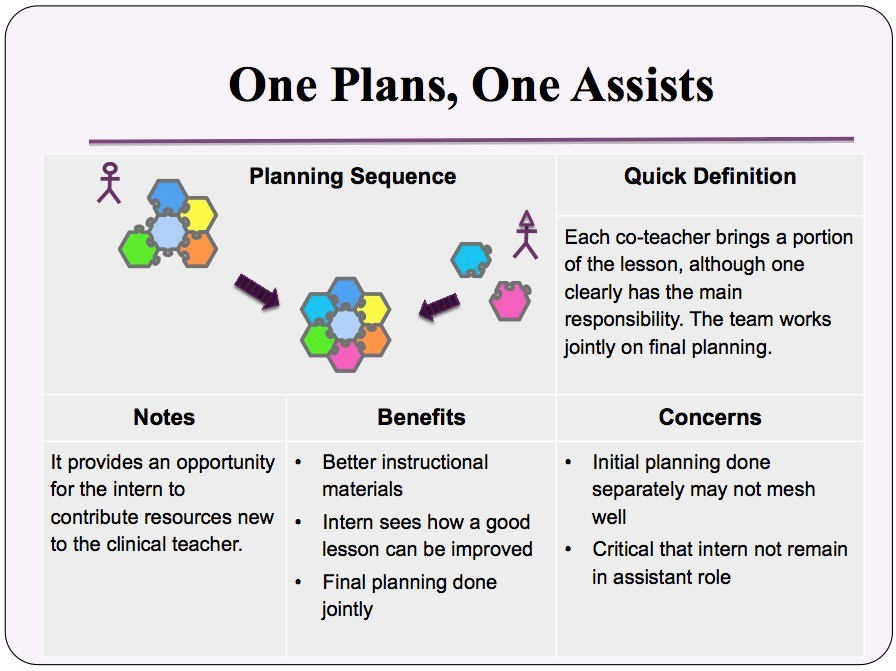 One Plans, One Assists
Planning Sequence
Quick Definition
Each co-teacher brings a portion
of the lesson, although one
clearly has the main
responsibility. The team works
jointly on final planning.
Notes
It provides an opportunity
for the intern to
contribute resources new
to the clinical teacher.
Benefits
• Better instructional
materials
• Intern sees how a good
lesson can be improved
• Final planning done
jointly
Concerns
• Initial planning done
separately may not mesh
well
• Critical that intern not remain
in assistant role